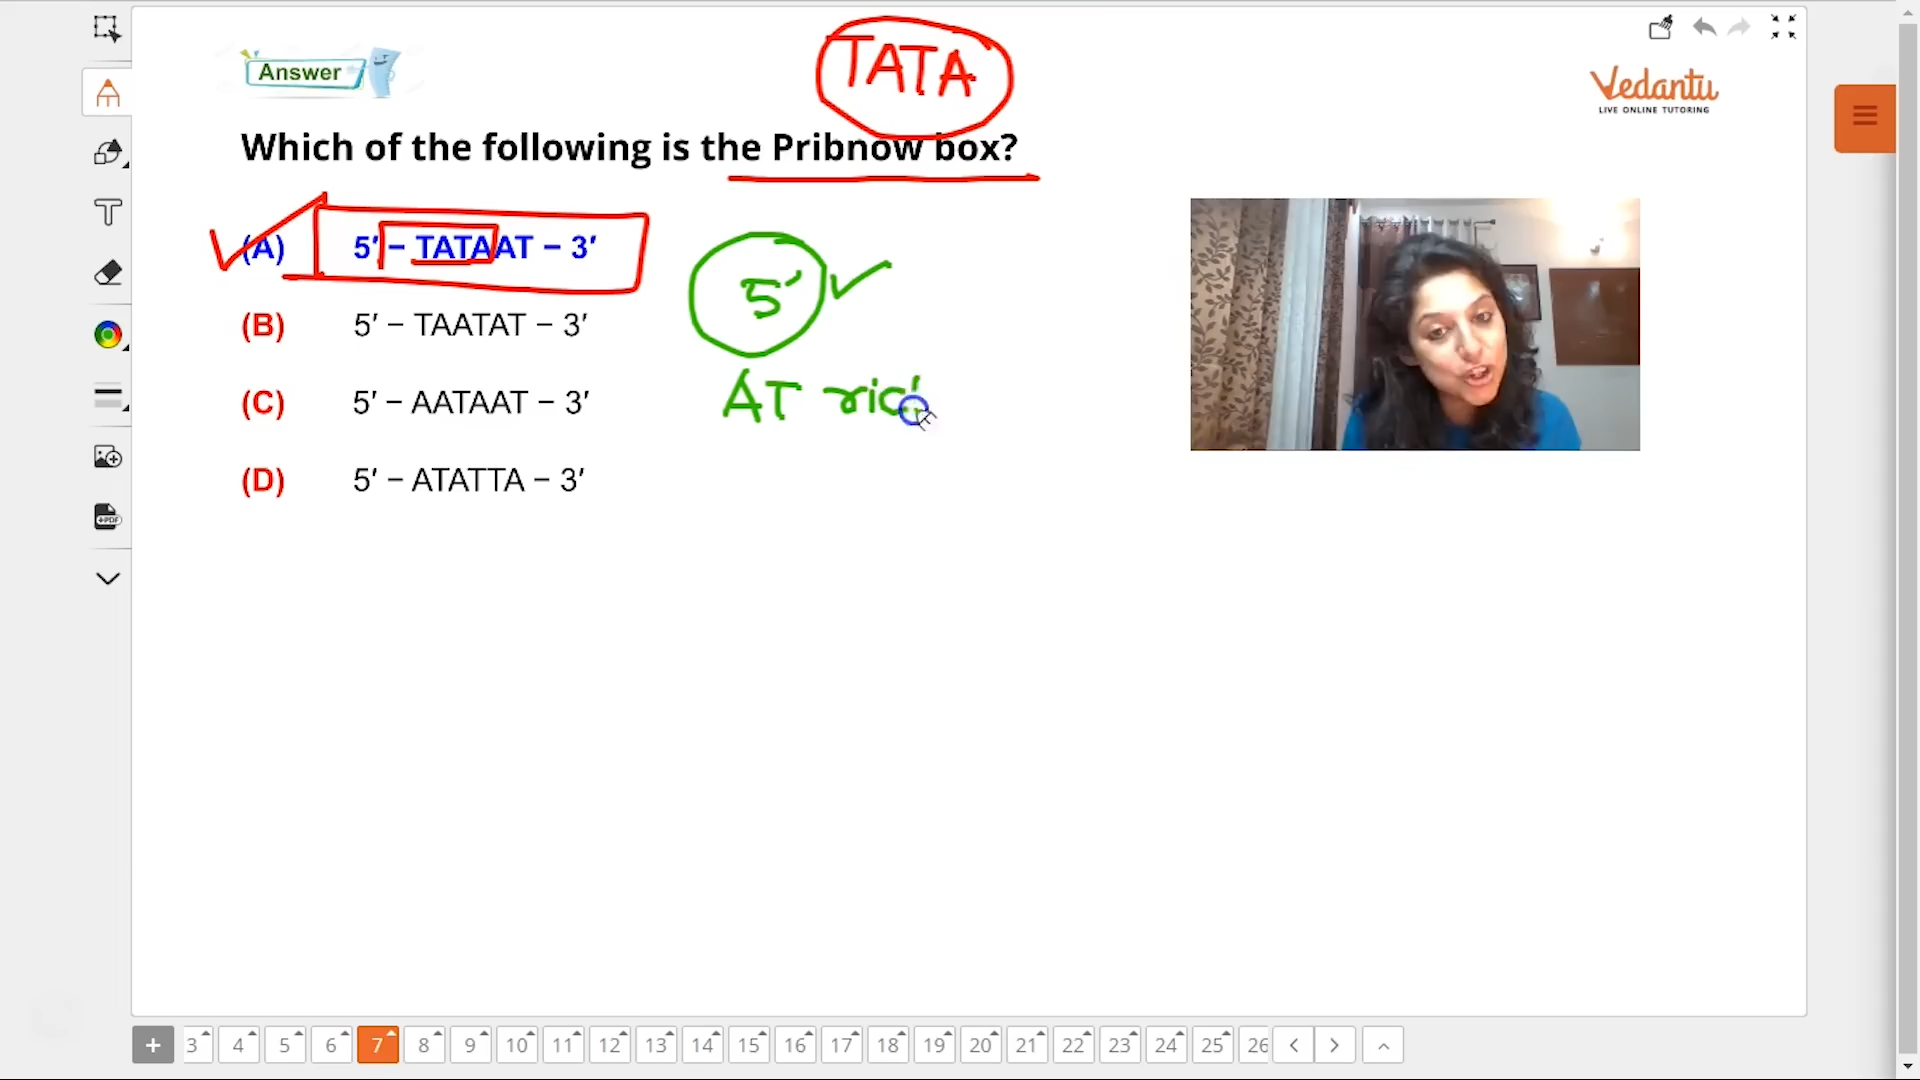 TATA
Answer
Vedantu
LIVE ONLINE TUTORING
Which of the following is the Pribnow box?
(A) 5′ – TATAAT – 3′
5′
(B) 5′ – TAATAT – 3′
(C) 5′ – AATAAT – 3′
AT ric
(D) 5′ – ATATTA – 3′
T
PDF
+ 3 4 5 6 7 8 9 10 11 12 13 14 15 16 17 18 19 20 21 22 23 24 25 26